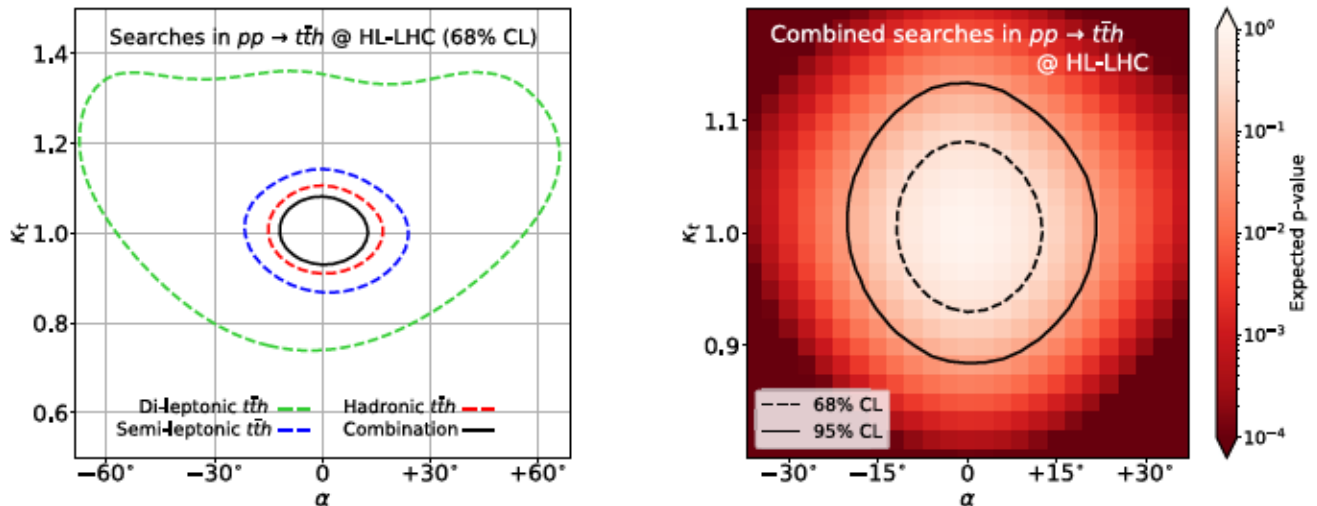 Searches in pp → tt̄h @ HL-LHC (68% CL)
1.4
1.2
1.0
0.8
0.6
κt
Di-leptonic tt̄h
Hadronic tt̄h
Semi-leptonic tt̄h
Combination
−60° −30° 0 +30° +60°
α
Combined searches in pp → tt̄h
@ HL-LHC
1.1
1.0
0.9
κt
68% CL
95% CL
−30° −15° 0 +15° +30°
α
10⁰
10⁻¹
10⁻²
10⁻³
10⁻⁴
Expected p-value